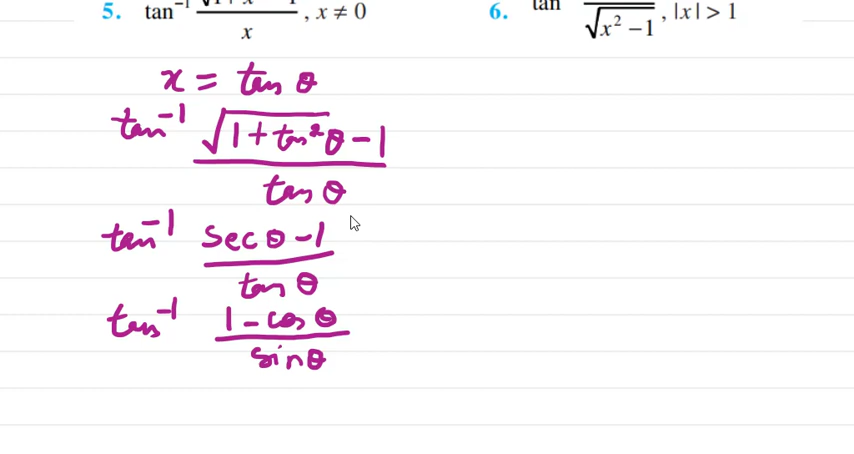 5. tan⁻¹ (√(1 + x²) − 1)/x , x ≠ 0
6. tan⁻¹ 1/√(x² − 1) , |x| > 1
x = tan θ
tan⁻¹ (√(1 + tan²θ) − 1)/(tan θ)
tan⁻¹ (sec θ − 1)/(tan θ)
tan⁻¹ (1 − cos θ)/(sin θ)